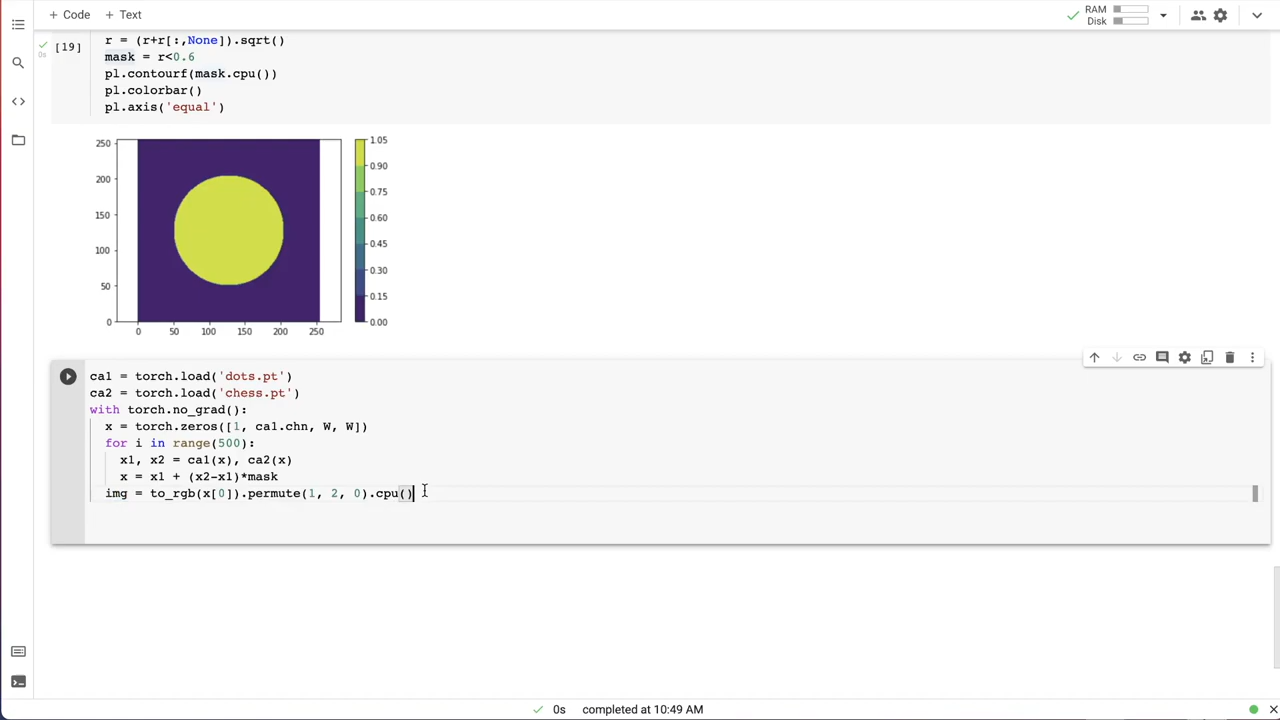 + Code + Text
RAM
Disk
[19]
0s
r = (r+r[:,None]).sqrt()
mask = r<0.6
pl.contourf(mask.cpu())
pl.colorbar()
pl.axis('equal')
250
200
150
100
50
0
0 50 100 150 200 250
1.05
0.90
0.75
0.60
0.45
0.30
0.15
0.00
ca1 = torch.load('dots.pt')
ca2 = torch.load('chess.pt')
with torch.no_grad():
x = torch.zeros([1, ca1.chn, W, W])
for i in range(500):
x1, x2 = ca1(x), ca2(x)
x = x1 + (x2-x1)*mask
img = to_rgb(x[0]).permute(1, 2, 0).cpu()
0s completed at 10:49 AM